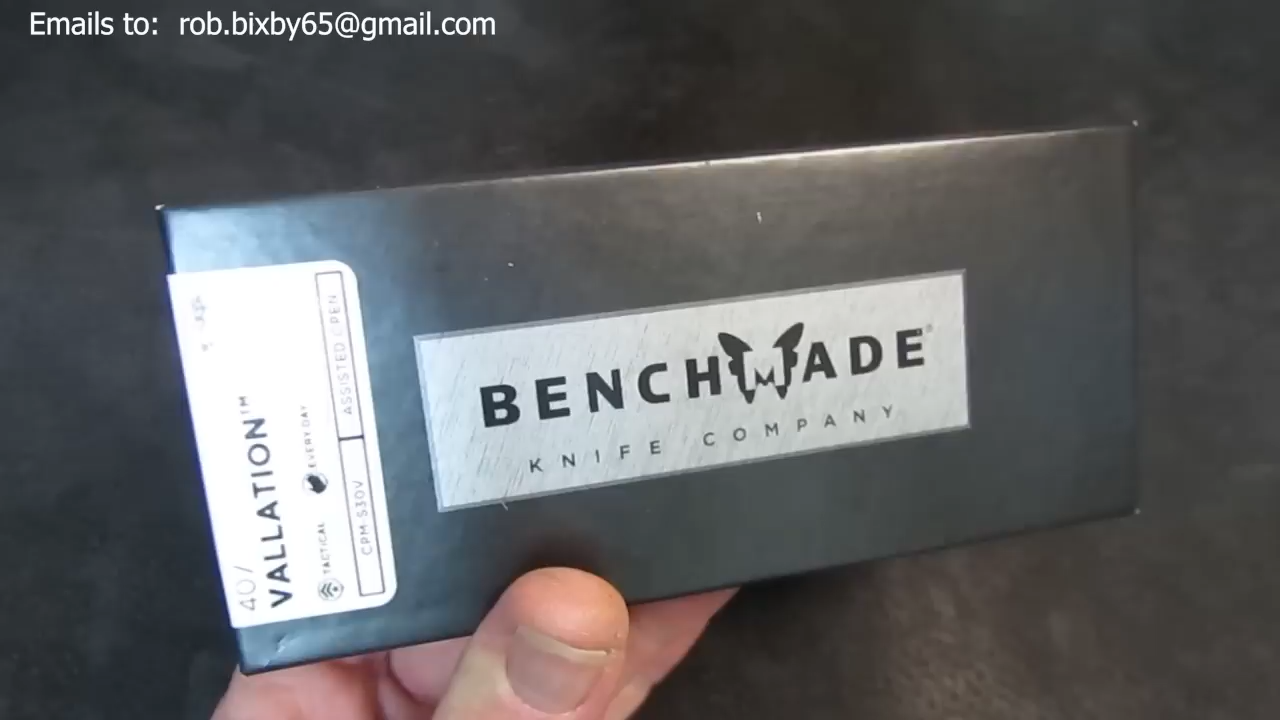 Emails to: rob.bixby65@gmail.com
BENCHMADE®
KNIFE COMPANY
407
VALLATION™
TACTICAL EVERYDAY
CPM-S30V ASSISTED OPEN